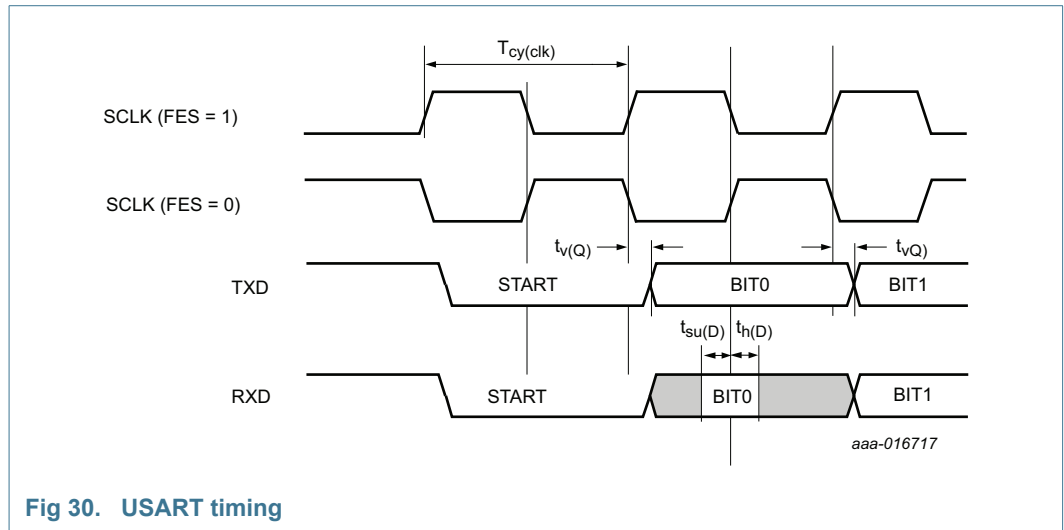 Tcy(clk)
SCLK (FES = 1)
SCLK (FES = 0)
tv(Q)
tvQ)
TXD
START
BIT0
BIT1
tsu(D)
th(D)
RXD
START
BIT0
BIT1
aaa-016717
Fig 30. USART timing